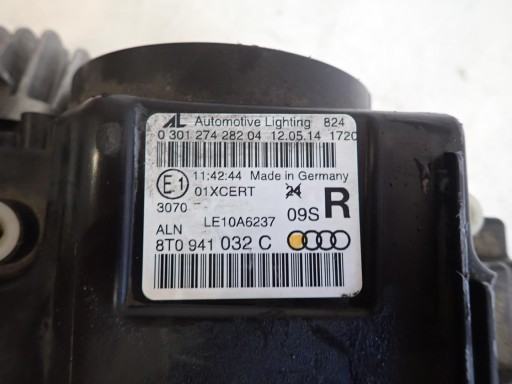 AL Automotive Lighting 824
0 301 274 282 04 12.05.14 1720
E1 11:42:44 Made in Germany
01XCERT 24
3070 LE10A6237 09S R
ALN
8T0 941 032 C